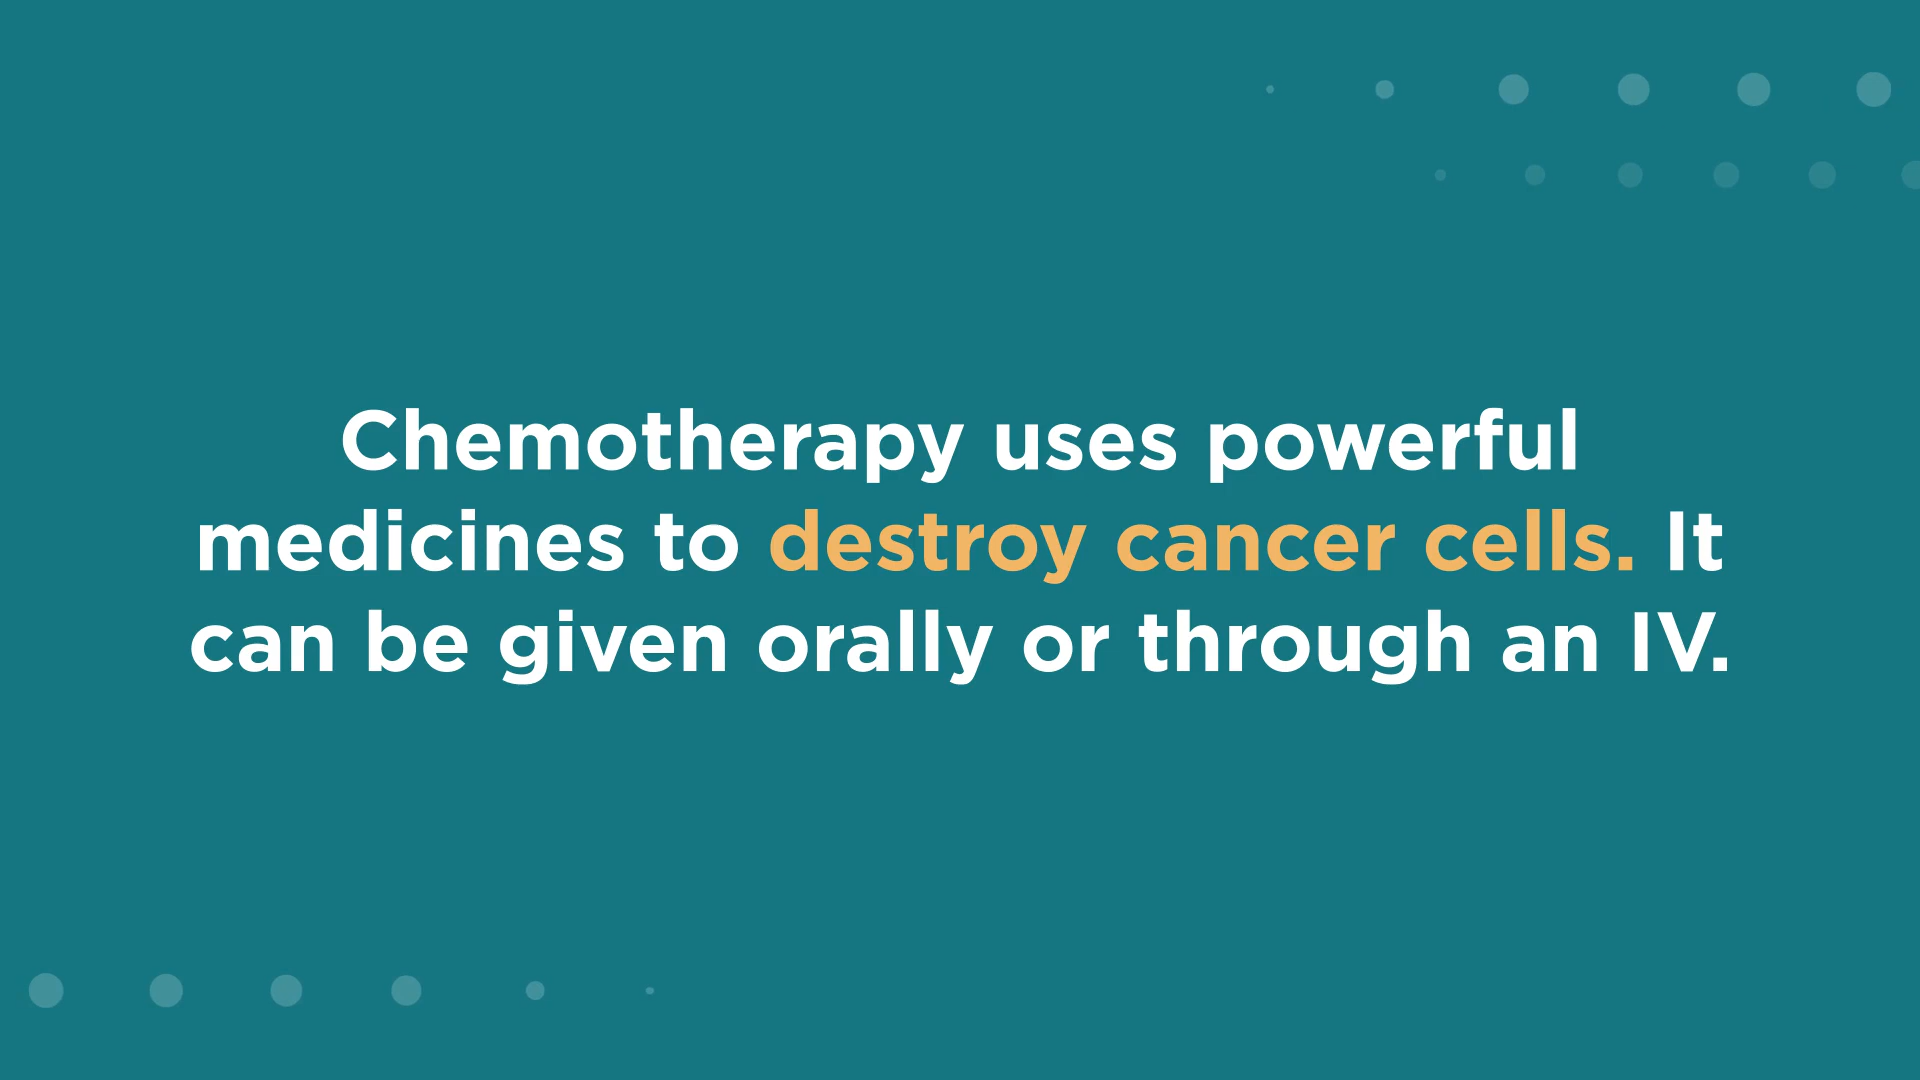 Chemotherapy uses powerful
medicines to destroy cancer cells. It
can be given orally or through an IV.